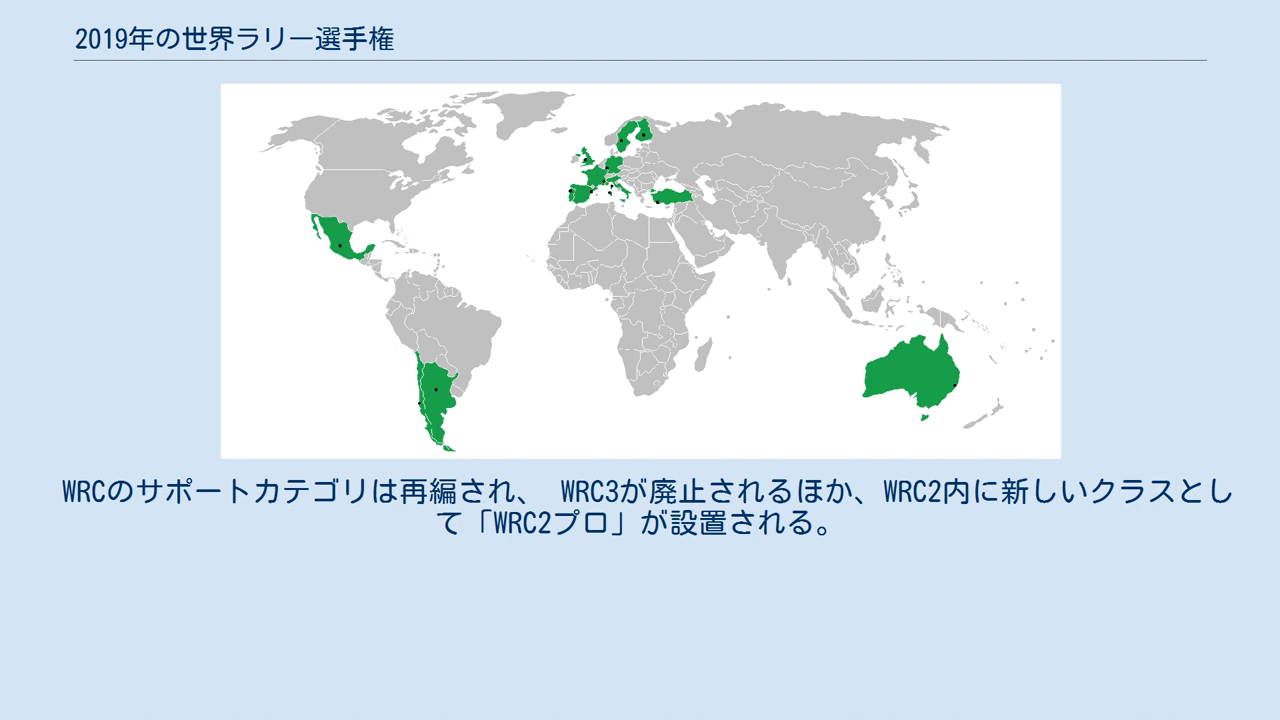 2019年の世界ラリー選手権
WRCのサポートカテゴリは再編され、 WRC3が廃止されるほか、WRC2内に新しいクラスとし
て「WRC2プロ」が設置される。